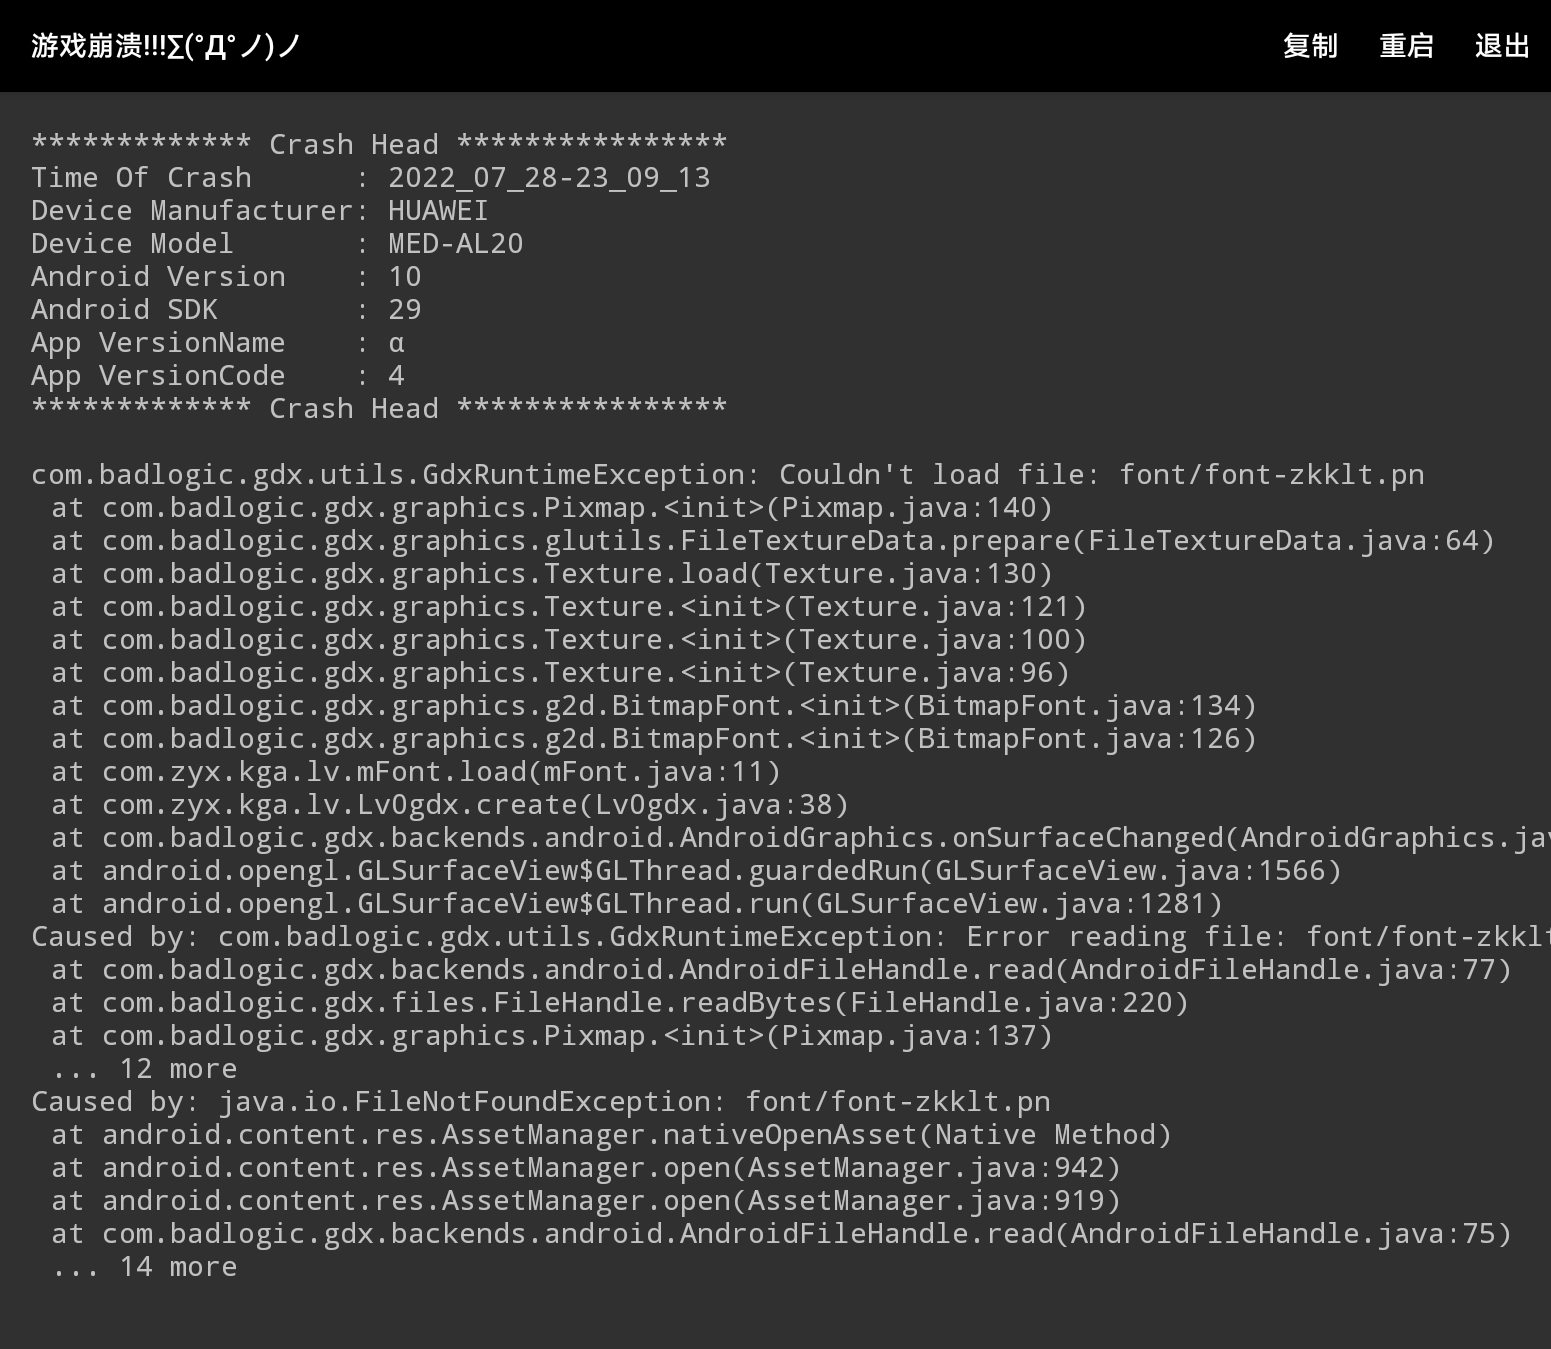 游戏崩溃!!!Σ(°Д°ノ)ノ 复制 重启 退出
************* Crash Head ****************
Time Of Crash      : 2022_07_28-23_09_13
Device Manufacturer: HUAWEI
Device Model       : MED-AL20
Android Version    : 10
Android SDK        : 29
App VersionName    : α
App VersionCode    : 4
************* Crash Head ****************
com.badlogic.gdx.utils.GdxRuntimeException: Couldn't load file: font/font-zkklt.pn
at com.badlogic.gdx.graphics.Pixmap.<init>(Pixmap.java:140)
at com.badlogic.gdx.graphics.glutils.FileTextureData.prepare(FileTextureData.java:64)
at com.badlogic.gdx.graphics.Texture.load(Texture.java:130)
at com.badlogic.gdx.graphics.Texture.<init>(Texture.java:121)
at com.badlogic.gdx.graphics.Texture.<init>(Texture.java:100)
at com.badlogic.gdx.graphics.Texture.<init>(Texture.java:96)
at com.badlogic.gdx.graphics.g2d.BitmapFont.<init>(BitmapFont.java:134)
at com.badlogic.gdx.graphics.g2d.BitmapFont.<init>(BitmapFont.java:126)
at com.zyx.kga.lv.mFont.load(mFont.java:11)
at com.zyx.kga.lv.Lv0gdx.create(Lv0gdx.java:38)
at com.badlogic.gdx.backends.android.AndroidGraphics.onSurfaceChanged(AndroidGraphics.jav
at android.opengl.GLSurfaceView$GLThread.guardedRun(GLSurfaceView.java:1566)
at android.opengl.GLSurfaceView$GLThread.run(GLSurfaceView.java:1281)
Caused by: com.badlogic.gdx.utils.GdxRuntimeException: Error reading file: font/font-zkklt
at com.badlogic.gdx.backends.android.AndroidFileHandle.read(AndroidFileHandle.java:77)
at com.badlogic.gdx.files.FileHandle.readBytes(FileHandle.java:220)
at com.badlogic.gdx.graphics.Pixmap.<init>(Pixmap.java:137)
... 12 more
Caused by: java.io.FileNotFoundException: font/font-zkklt.pn
at android.content.res.AssetManager.nativeOpenAsset(Native Method)
at android.content.res.AssetManager.open(AssetManager.java:942)
at android.content.res.AssetManager.open(AssetManager.java:919)
at com.badlogic.gdx.backends.android.AndroidFileHandle.read(AndroidFileHandle.java:75)
... 14 more